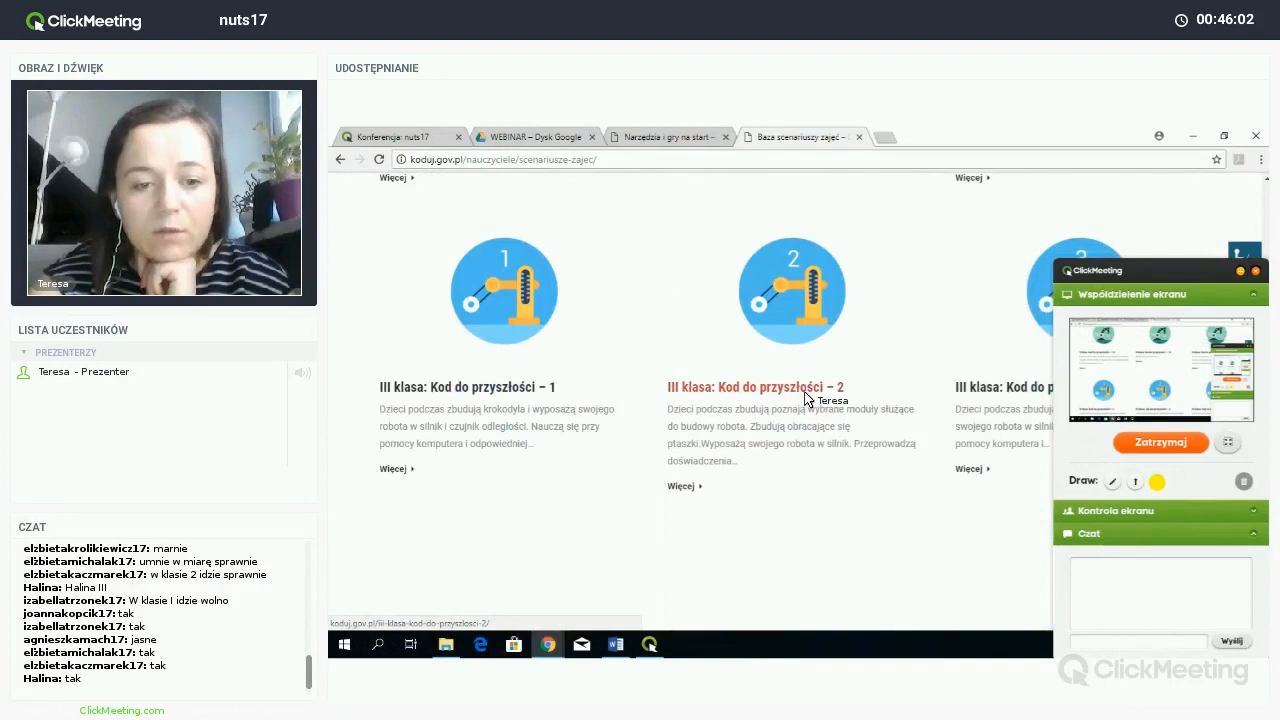 ClickMeeting
nuts17
00:46:02
OBRAZ I DŹWIĘK
Teresa
LISTA UCZESTNIKÓW
PREZENTERZY
Teresa - Prezenter
CZAT
elzbietakrolikiewicz17: marnie
elżbietamichalak17: umnie w miarę sprawnie
elzbietakaczmarek17: w klasie 2 idzie sprawnie
Halina: Halina III
izabellatrzonek17: W klasie I idzie wolno
joannakopcik17: tak
izabellatrzonek17: tak
agnieszkamach17: jasne
elżbietamichalak17: tak
elzbietakaczmarek17: tak
Halina: tak
ClickMeeting.com
UDOSTĘPNIANIE
Konferencja: nuts17
WEBINAR – Dysk Google
Narzędzia i gry na start –
Baza scenariuszy zajęć –
koduj.gov.pl/nauczyciele/scenariusze-zajec/
Więcej
Więcej
1
2
III klasa: Kod do przyszłości – 1
Dzieci podczas zbudują krokodyla i wyposażą swojego
robota w silnik i czujnik odległości. Nauczą się przy
pomocy komputera i odpowiedniej...
Więcej
III klasa: Kod do przyszłości – 2
Teresa
Dzieci podczas zbudują poznają wybrane moduły służące
do budowy robota. Zbudują obracające się
ptaszki.Wyposażą swojego robota w silnik. Przeprowadzą
doświadczenia...
Więcej
III klasa: Kod do p
Dzieci podczas zbud
swojego robota w siln
pomocy komputera i...
Więcej
koduj.gov.pl/iii-klasa-kod-do-przyszlosci-2/
ClickMeeting
Współdzielenie ekranu
Zatrzymaj
Draw:
Kontrola ekranu
Czat
Wyślij
ClickMeeting